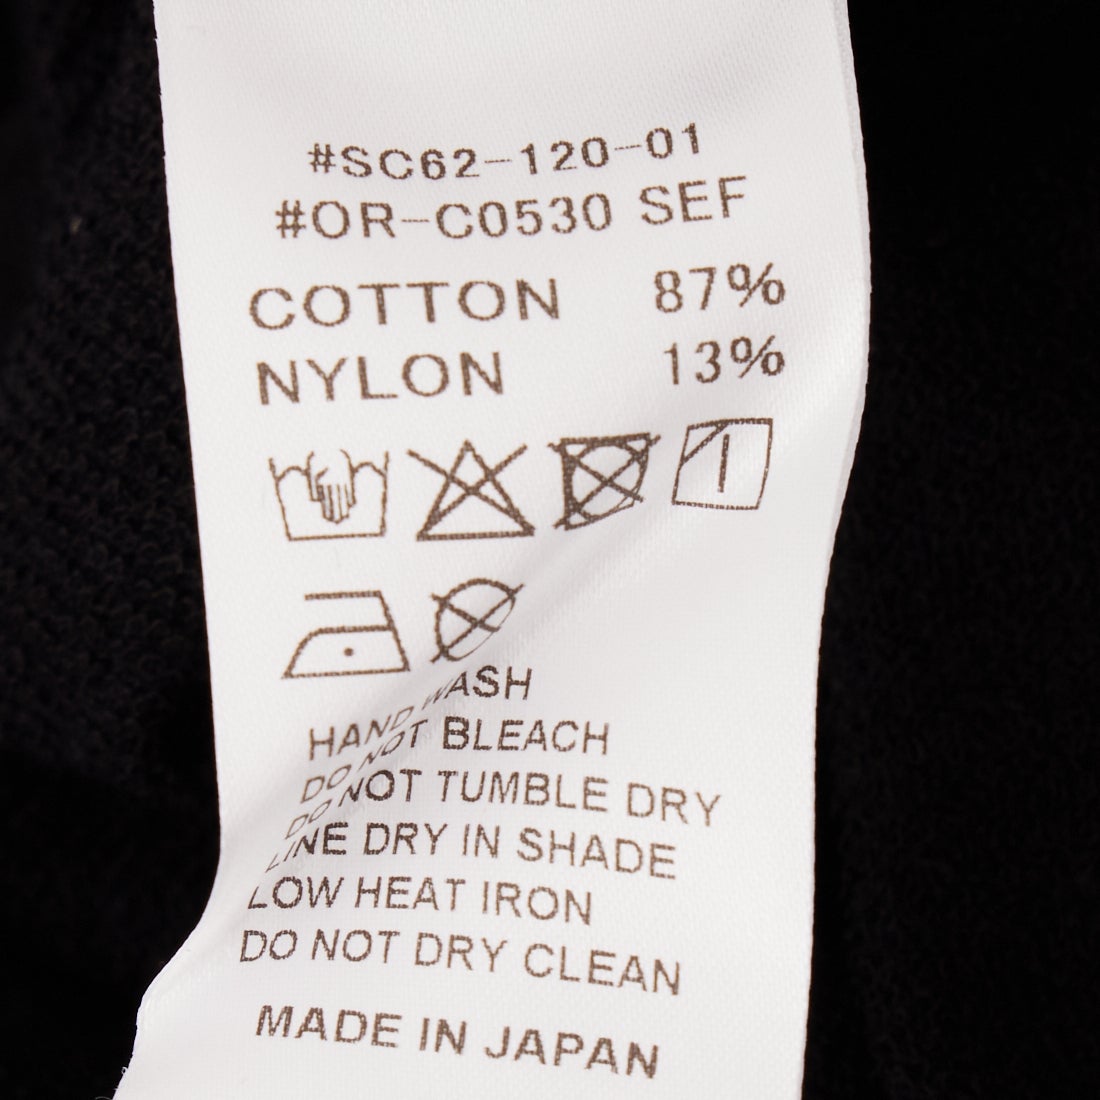 #SC62-120-01
#OR-C0530 SEF
COTTON 87%
NYLON 13%
HAND WASH
DO NOT BLEACH
DO NOT TUMBLE DRY
LINE DRY IN SHADE
LOW HEAT IRON
DO NOT DRY CLEAN
MADE IN JAPAN